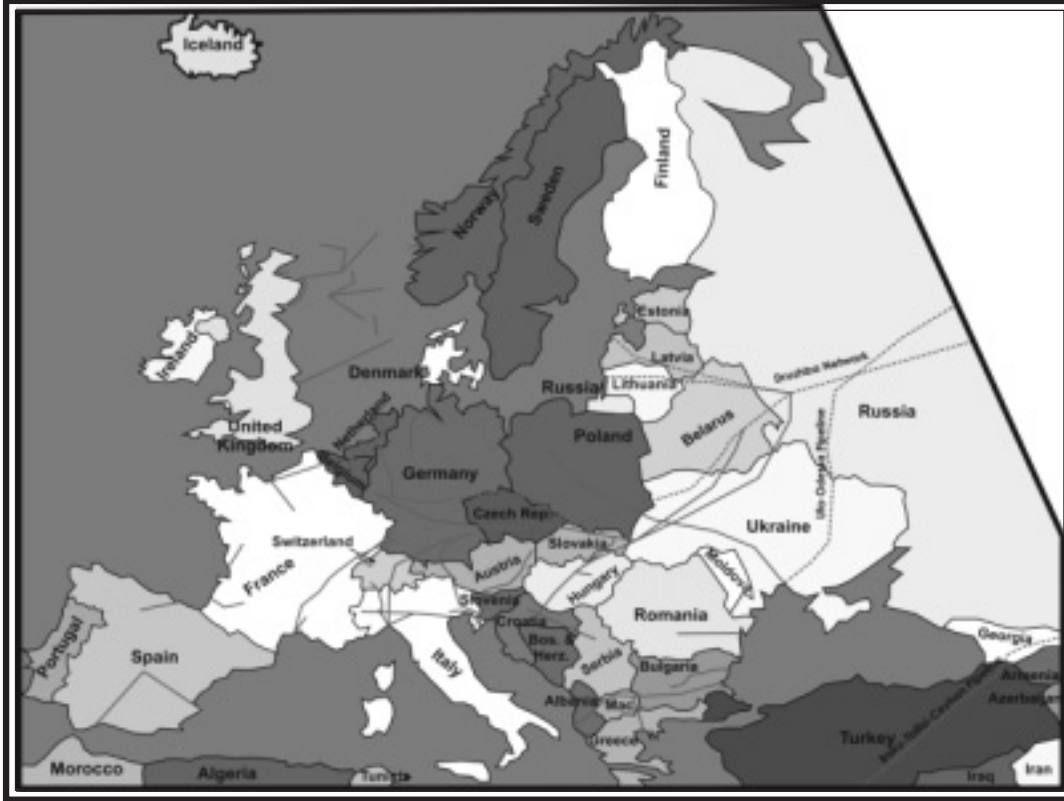 Iceland
Finland
Norway
Sweden
Estonia
Ireland
Latvia
Druzhba Network
Denmark
Russia
Lithuania
Russia
Netherland
Belarus
United
Kingdom
Poland
Germany
Ukraine
Czech Rep.
Switzerland
Slovakia
France
Austria
Hungary
Moldova
Slovenia
Romania
Croatia
Portugal
Spain
Italy
Bos. &
Herz.
Serbia
Bulgaria
Georgia
Armenia
Azerbaijan
Albania
Mac.
Greece
Turkey
Morocco
Algeria
Tunisia
Iraq
Iran